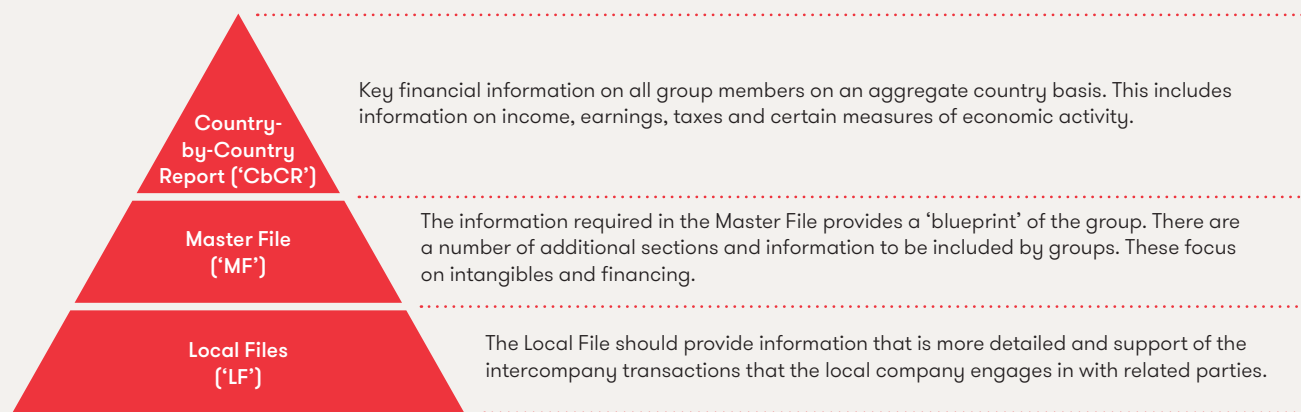 Country-
by-Country
Report (‘CbCR’)
Key financial information on all group members on an aggregate country basis. This includes
information on income, earnings, taxes and certain measures of economic activity.
Master File
(‘MF’)
The information required in the Master File provides a ‘blueprint’ of the group. There are
a number of additional sections and information to be included by groups. These focus
on intangibles and financing.
Local Files
(‘LF’)
The Local File should provide information that is more detailed and support of the
intercompany transactions that the local company engages in with related parties.